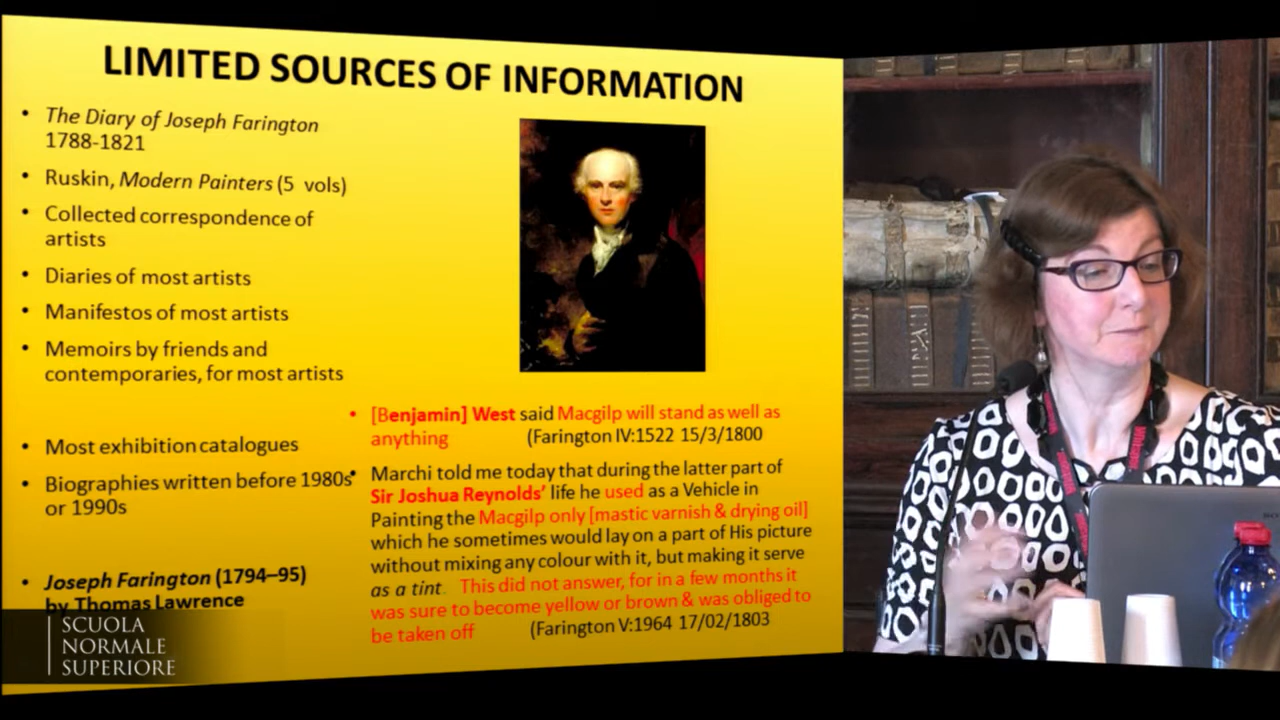 LIMITED SOURCES OF INFORMATION
• The Diary of Joseph Farington
1788-1821
• Ruskin, Modern Painters (5 vols)
• Collected correspondence of
artists
• Diaries of most artists
• Manifestos of most artists
• Memoirs by friends and
contemporaries, for most artists
• Most exhibition catalogues
• Biographies written before 1980s
or 1990s
• Joseph Farington (1794–95)
by Thomas Lawrence
• [Benjamin] West said Macgilp will stand as well as
anything (Farington IV:1522 15/3/1800
• Marchi told me today that during the latter part of
Sir Joshua Reynolds' life he used as a Vehicle in
Painting the Macgilp only [mastic varnish & drying oil]
which he sometimes would lay on a part of His picture
without mixing any colour with it, but making it serve
as a tint. This did not answer, for in a few months it
was sure to become yellow or brown & was obliged to
be taken off (Farington V:1964 17/02/1803
SCUOLA
NORMALE
SUPERIORE